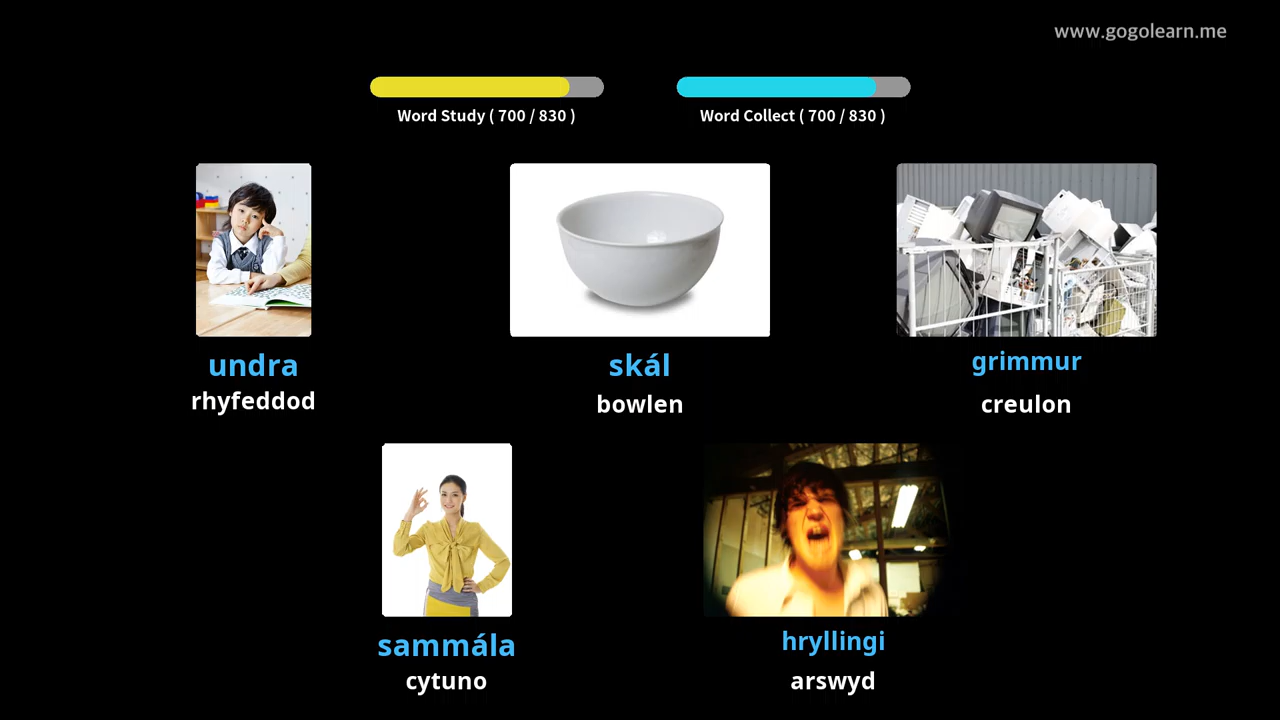 www.gogolearn.me
Word Study ( 700 / 830 )
Word Collect ( 700 / 830 )
undra
rhyfeddod
skál
bowlen
grimmur
creulon
sammála
cytuno
hryllingi
arswyd